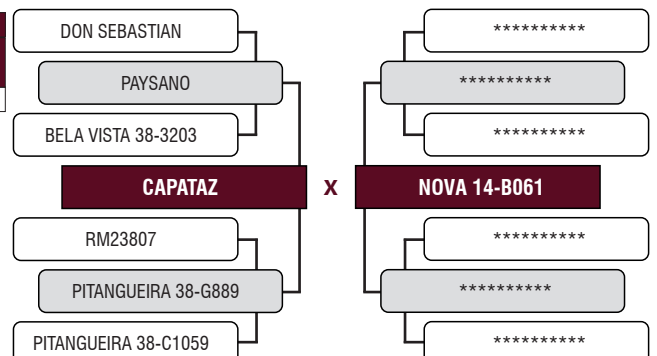 DON SEBASTIAN
PAYSANO
BELA VISTA 38-3203
CAPATAZ
RM23807
PITANGUEIRA 38-G889
PITANGUEIRA 38-C1059
X
**********
**********
**********
NOVA 14-B061
**********
**********
**********